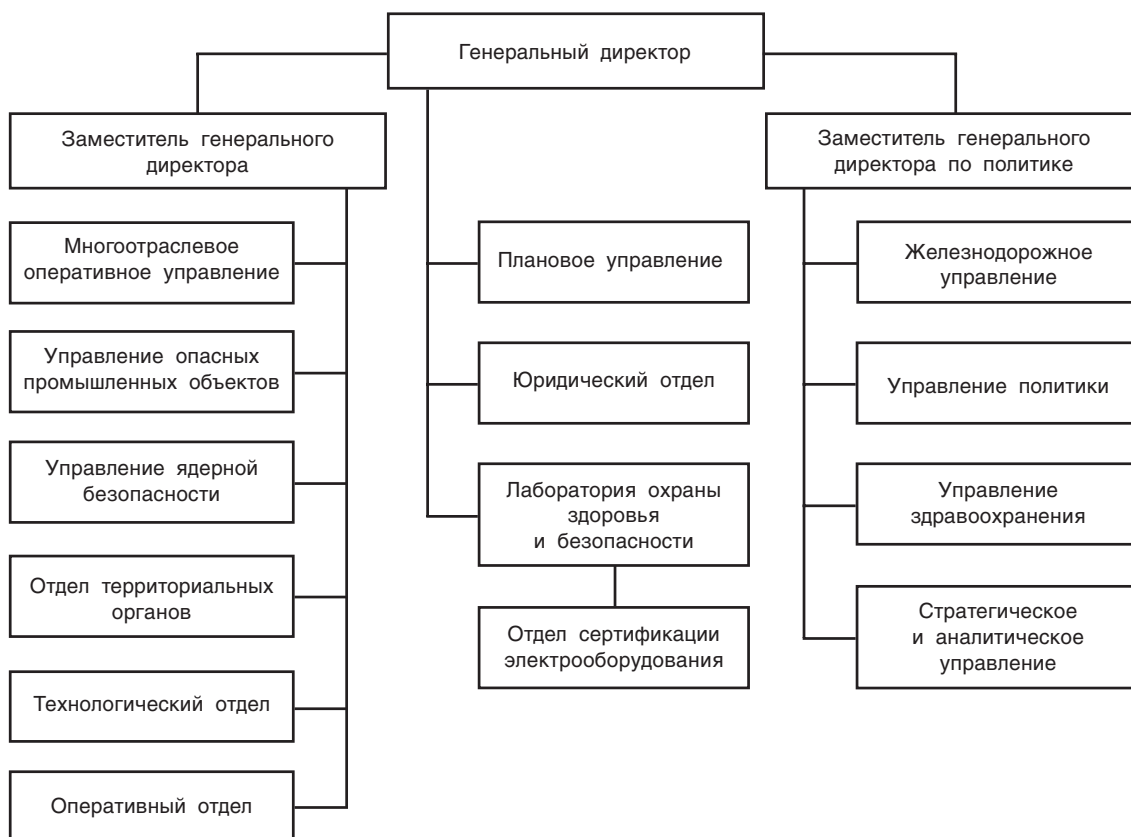 Генеральный директор
Заместитель генерального
директора
Заместитель генерального
директора по политике
Многоотраслевое
оперативное управление
Управление опасных
промышленных объектов
Управление ядерной
безопасности
Отдел территориальных
органов
Технологический отдел
Оперативный отдел
Плановое управление
Юридический отдел
Лаборатория охраны
здоровья
и безопасности
Отдел сертификации
электрооборудования
Железнодорожное
управление
Управление политики
Управление
здравоохранения
Стратегическое
и аналитическое
управление